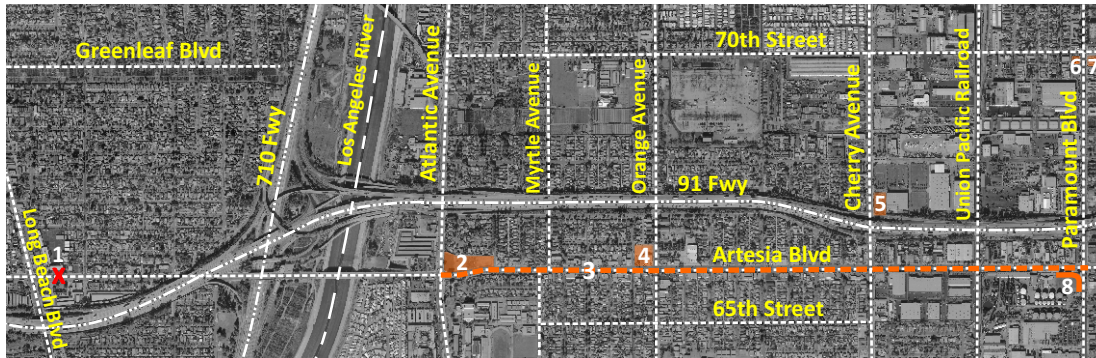 Greenleaf Blvd
710 Fwy
Los Angeles River
Atlantic Avenue
Myrtle Avenue
Orange Avenue
70th Street
Cherry Avenue
Union Pacific Railroad
Paramount Blvd
6
7
91 Fwy
5
Long Beach Blvd
1
X
2
3
4
Artesia Blvd
8
65th Street